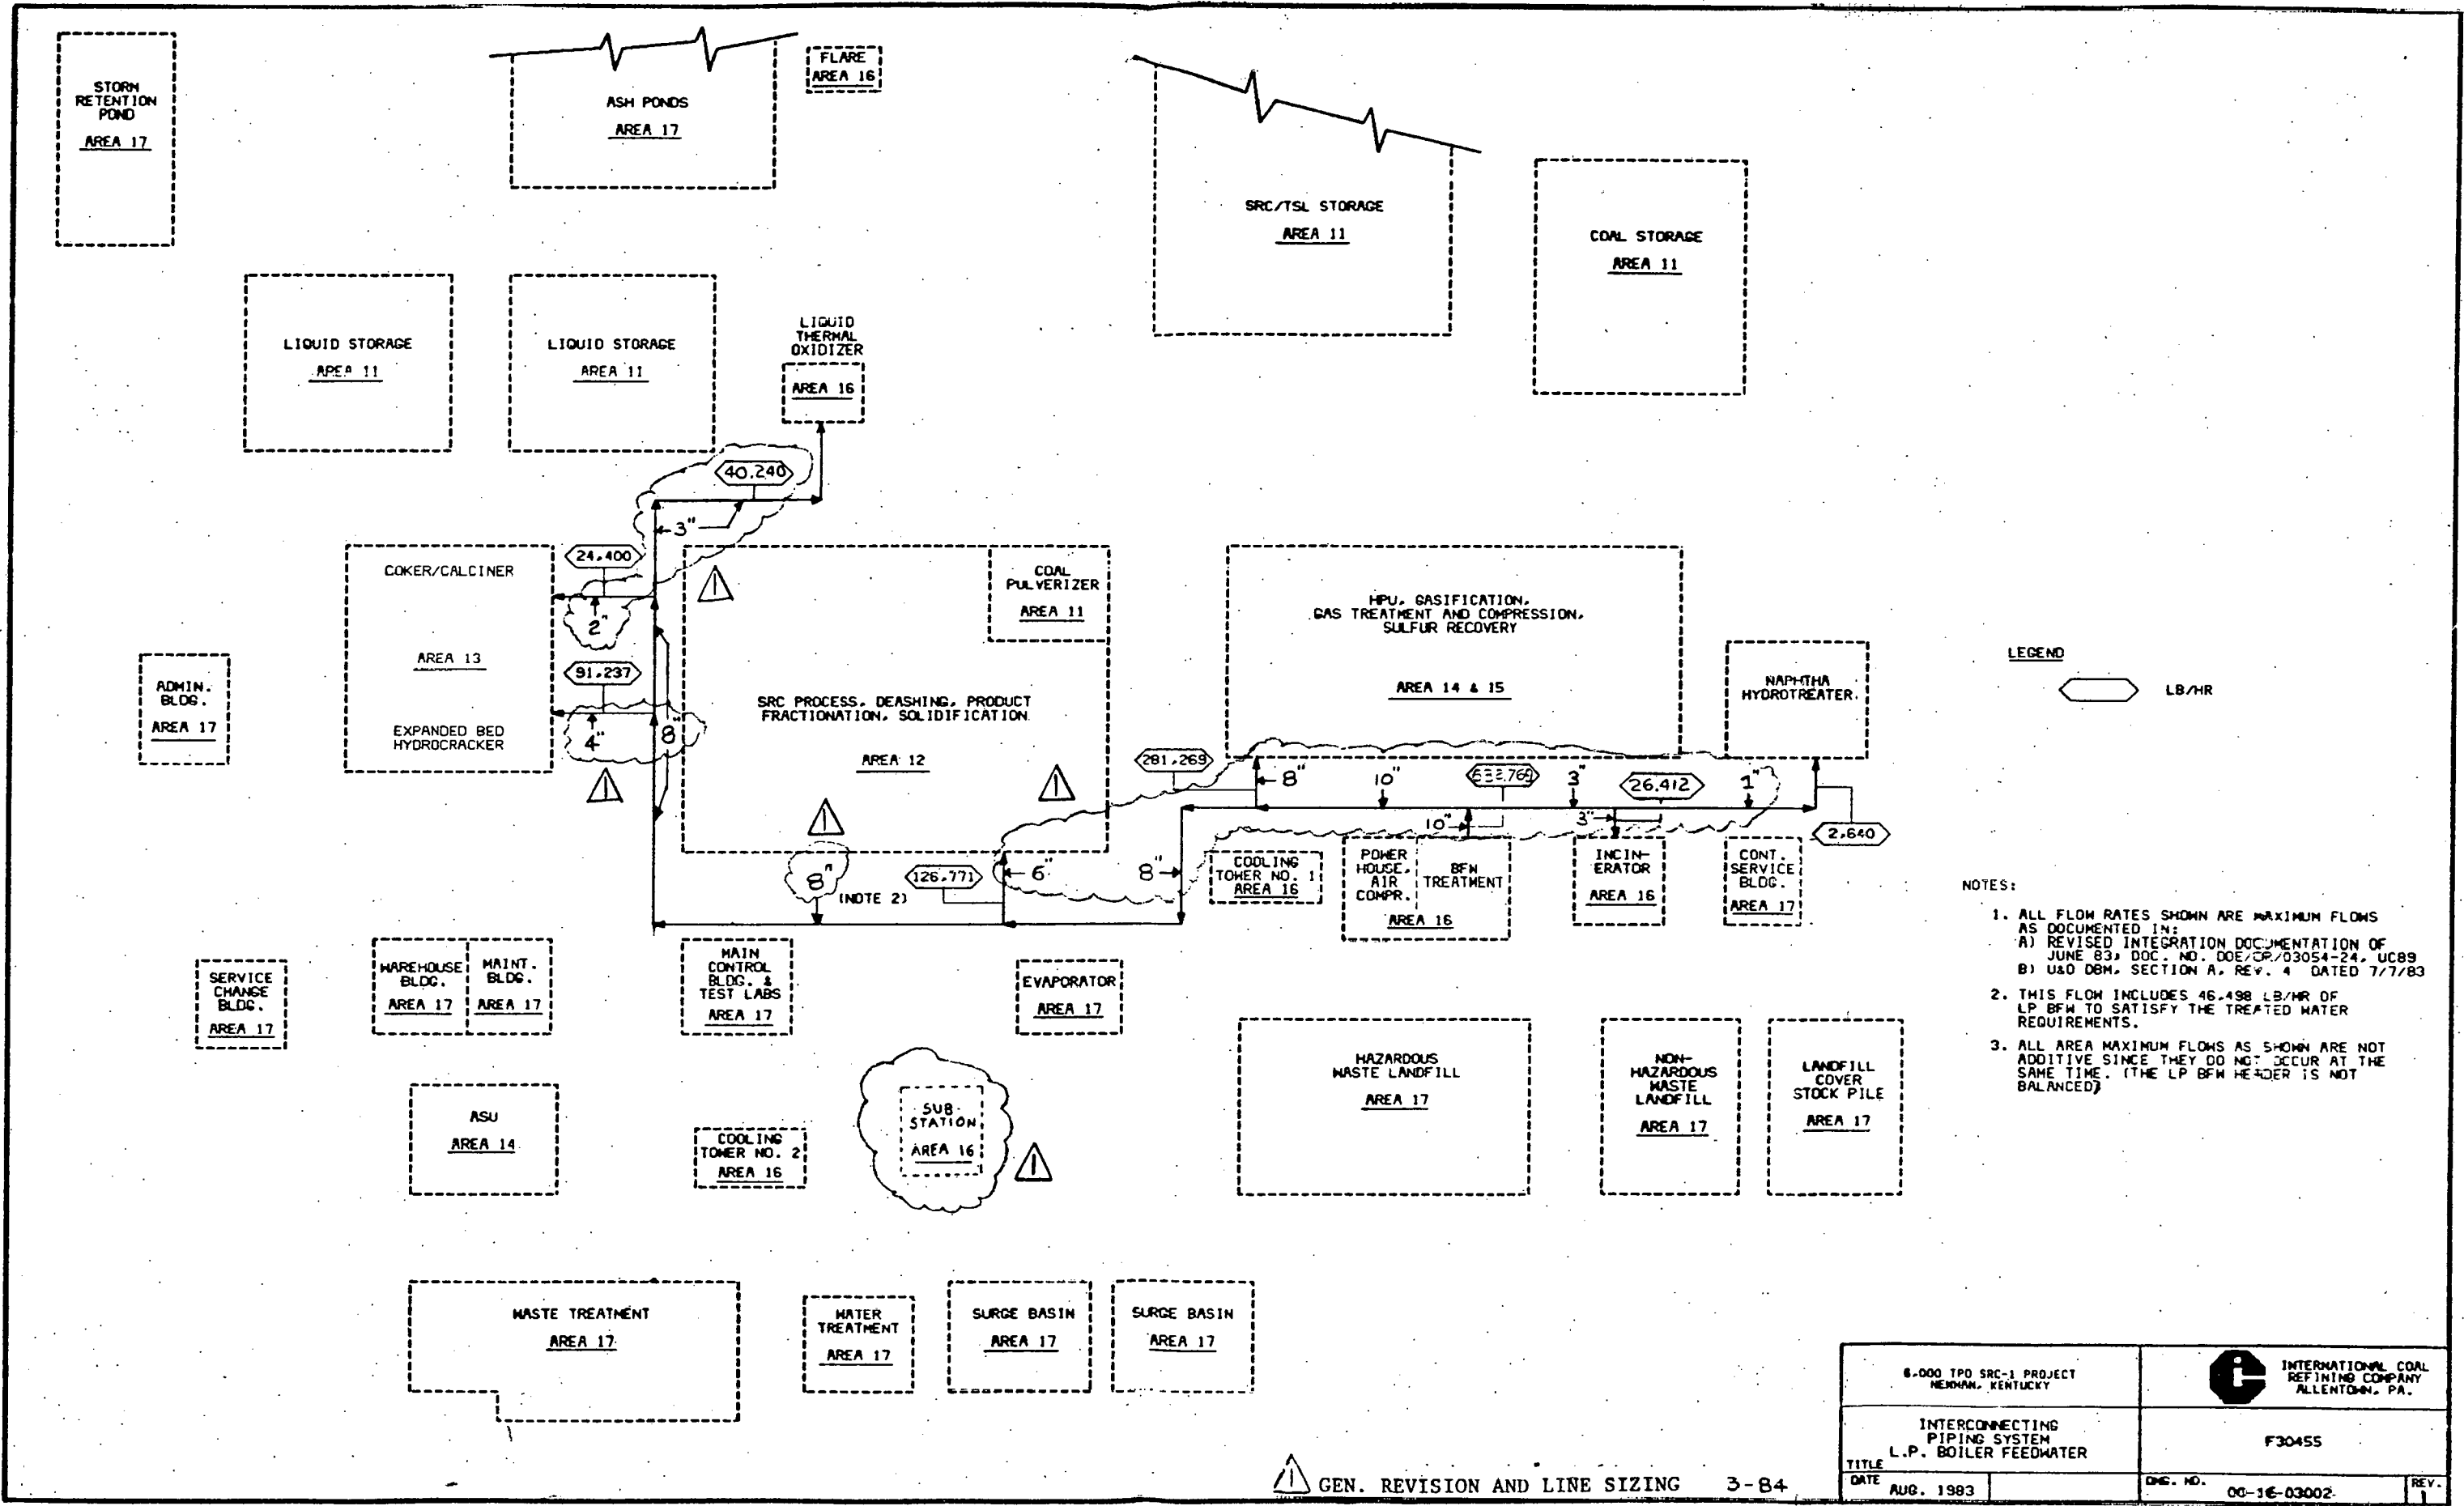 STORM
RETENTION
POND
AREA 17
ASH PONDS
AREA 17
FLARE
AREA 16
SRC/TSL STORAGE
AREA 11
COAL STORAGE
AREA 11
LIQUID STORAGE
AREA 11
LIQUID STORAGE
AREA 11
LIQUID
THERMAL
OXIDIZER
AREA 16
40,240
3"
24,400
2"
91,237
4"
8"
COKER/CALCINER
AREA 13
EXPANDED BED
HYDROCRACKER
ADMIN.
BLDG.
AREA 17
1
1
COAL
PULVERIZER
AREA 11
SRC PROCESS, DEASHING, PRODUCT
FRACTIONATION, SOLIDIFICATION
AREA 12
1
1
HPU, GASIFICATION,
GAS TREATMENT AND COMPRESSION,
SULFUR RECOVERY
AREA 14 & 15
NAPHTHA
HYDROTREATER
LEGEND
LB/HR
281,269
8"
10"
3"
26,412
1"
10"
3"
2,640
8"
(NOTE 2)
126,771
6"
8"
COOLING
TOWER NO. 1
AREA 16
POWER
HOUSE,
AIR
COMPR.
BFW
TREATMENT
AREA 16
INCIN-
ERATOR
AREA 16
CONT.
SERVICE
BLDG.
AREA 17
NOTES:
1. ALL FLOW RATES SHOWN ARE MAXIMUM FLOWS
AS DOCUMENTED IN:
A) REVISED INTEGRATION DOCUMENTATION OF
JUNE 83, DOC. NO. DOE/OR/03054-24, UC89
B) U&O DBM, SECTION A, REV. 4 DATED 7/7/83
2. THIS FLOW INCLUDES 46,498 LB/HR OF
LP BFW TO SATISFY THE TREATED WATER
REQUIREMENTS.
3. ALL AREA MAXIMUM FLOWS AS SHOWN ARE NOT
ADDITIVE SINCE THEY DO NOT OCCUR AT THE
SAME TIME. (THE LP BFW HEADER IS NOT
BALANCED)
SERVICE
CHANGE
BLDG.
AREA 17
WAREHOUSE
BLDG.
AREA 17
MAINT.
BLDG.
AREA 17
MAIN
CONTROL
BLDG. &
TEST LABS
AREA 17
EVAPORATOR
AREA 17
HAZARDOUS
WASTE LANDFILL
AREA 17
NON-
HAZARDOUS
WASTE
LANDFILL
AREA 17
LANDFILL
COVER
STOCK PILE
AREA 17
ASU
AREA 14
COOLING
TOWER NO. 2
AREA 16
SUB-
STATION
AREA 16
1
WASTE TREATMENT
AREA 17
WATER
TREATMENT
AREA 17
SURGE BASIN
AREA 17
SURGE BASIN
AREA 17
1 GEN. REVISION AND LINE SIZING 3-84
6,000 TPD SRC-1 PROJECT
NEWMAN, KENTUCKY
INTERNATIONAL COAL
REFINING COMPANY
ALLENTOWN, PA.
INTERCONNECTING
PIPING SYSTEM
L.P. BOILER FEEDWATER
TITLE
F30455
DATE AUG. 1983
DWG. NO. 00-16-03002
REV. 1